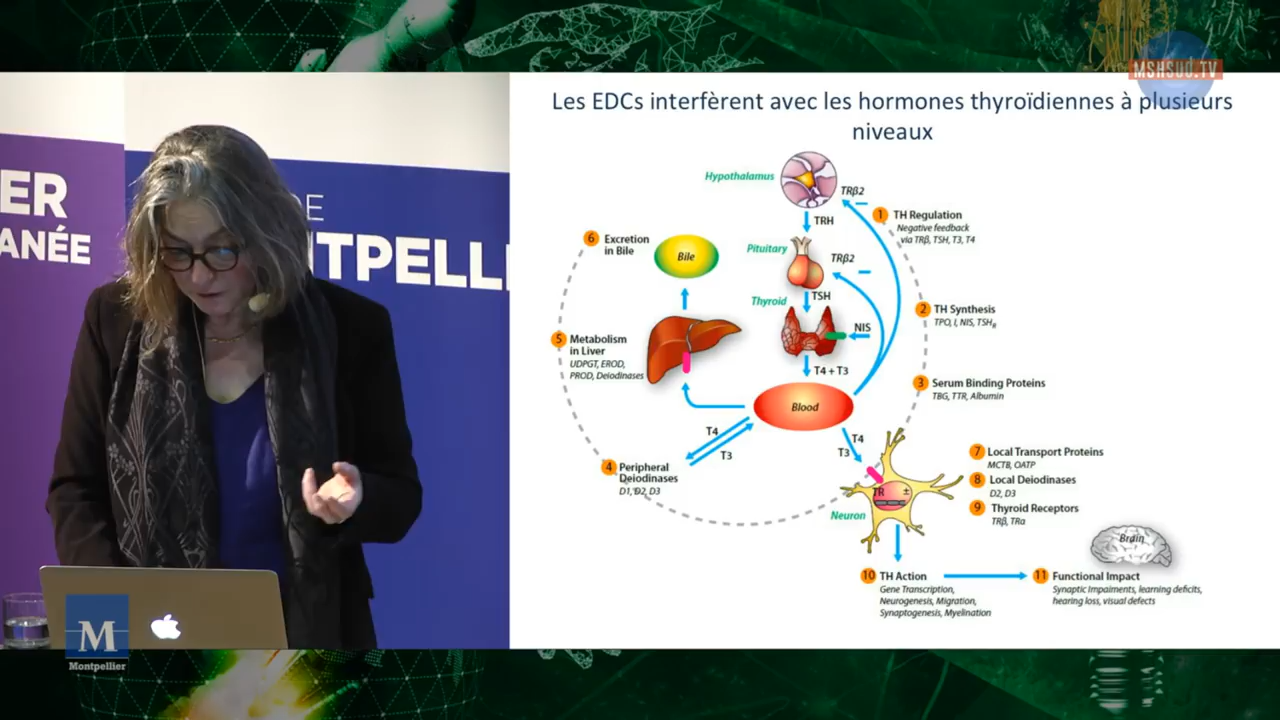 MSHSUD.TV
Les EDCs interfèrent avec les hormones thyroïdiennes à plusieurs
niveaux
ER
ANÉE
DE
NTPELL
Hypothalamus
TRβ2
TRH
1 TH Regulation
Negative feedback
via TRβ, TSH, T3, T4
6 Excretion
in Bile
Bile
Pituitary
TRβ2
TSH
Thyroid
NIS
2 TH Synthesis
TPO, I, NIS, TSHR
5 Metabolism
in Liver
UDPGT, EROD,
PROD, Deiodinases
T4 + T3
3 Serum Binding Proteins
TBG, TTR, Albumin
Blood
T4
T3
T4
T3
4 Peripheral
Deiodinases
D1, D2, D3
7 Local Transport Proteins
MCT8, OATP
8 Local Deiodinases
D2, D3
9 Thyroid Receptors
TRβ, TRα
TR
±
Neuron
Brain
10 TH Action
Gene Transcription,
Neurogenesis, Migration,
Synaptogenesis, Myelination
11 Functional Impact
Synaptic Impaiments, learning deficits,
hearing loss, visual defects
M
Montpellier